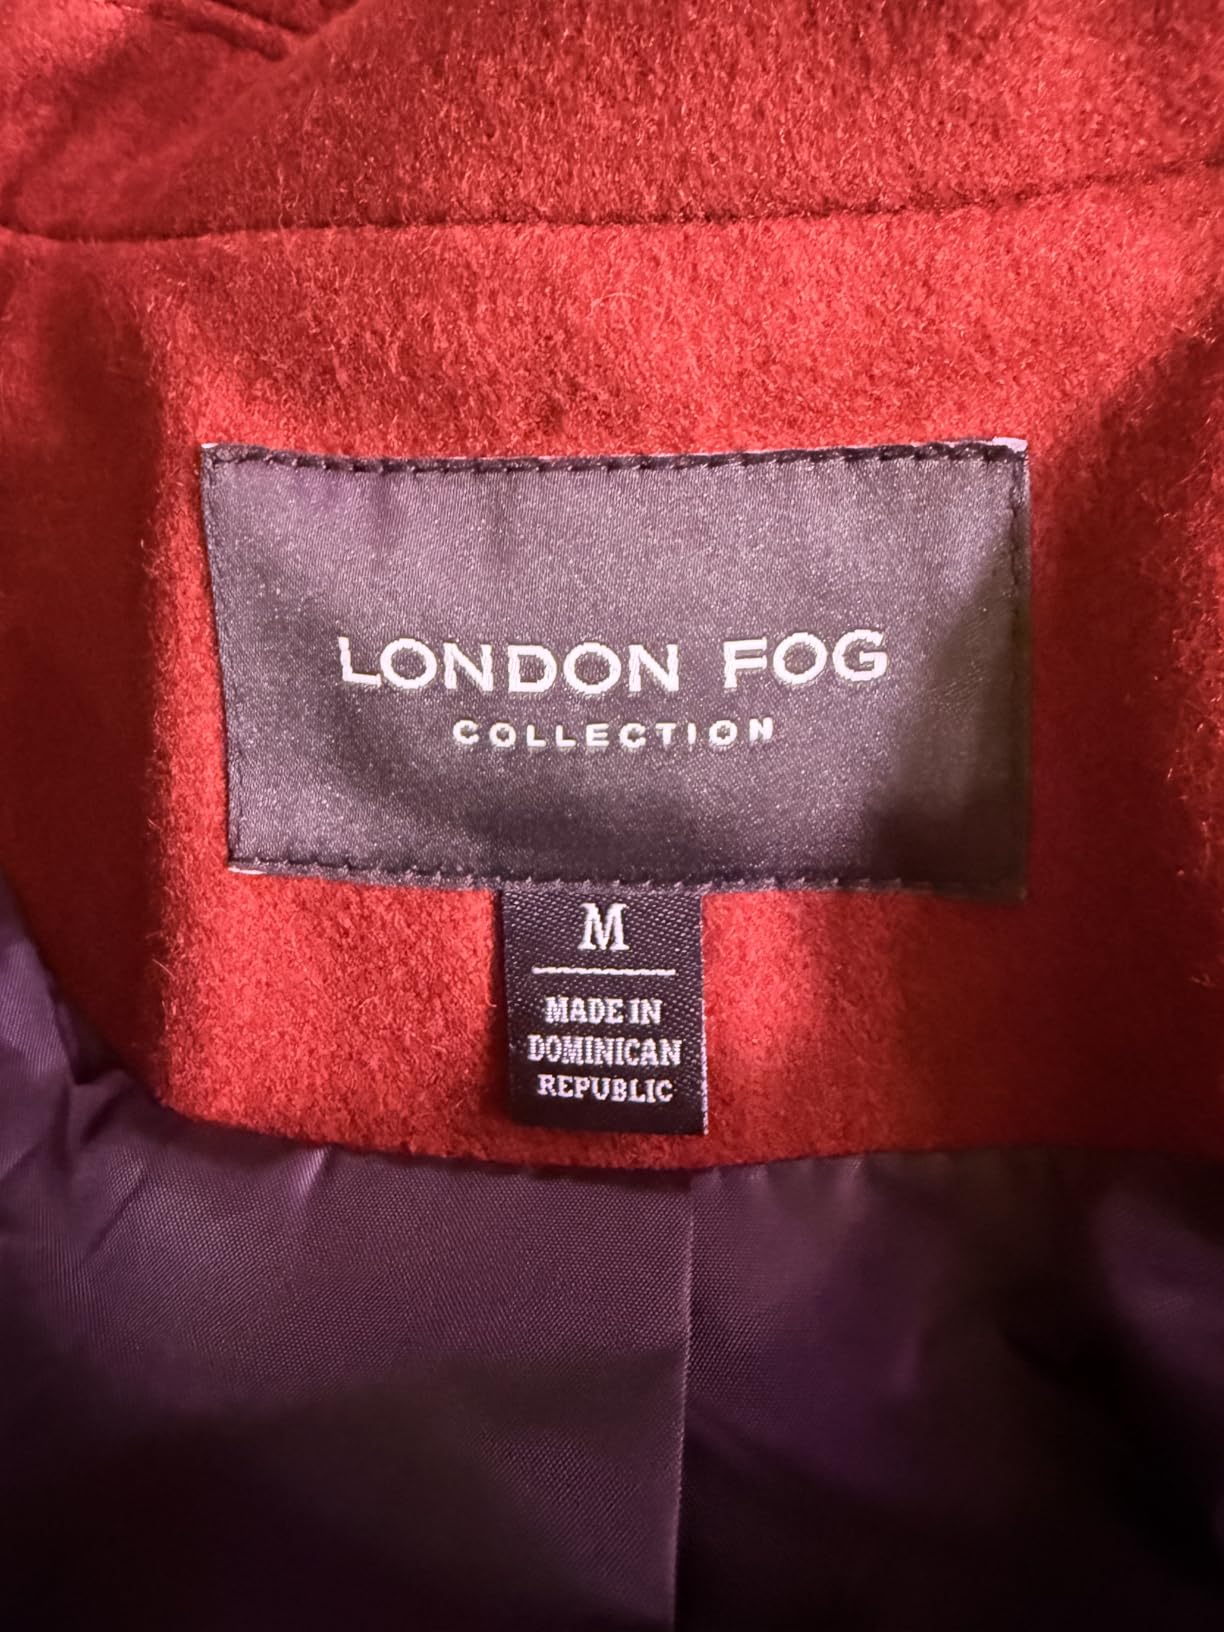 LONDON FOG
COLLECTION
M
MADE IN
DOMINICAN
REPUBLIC